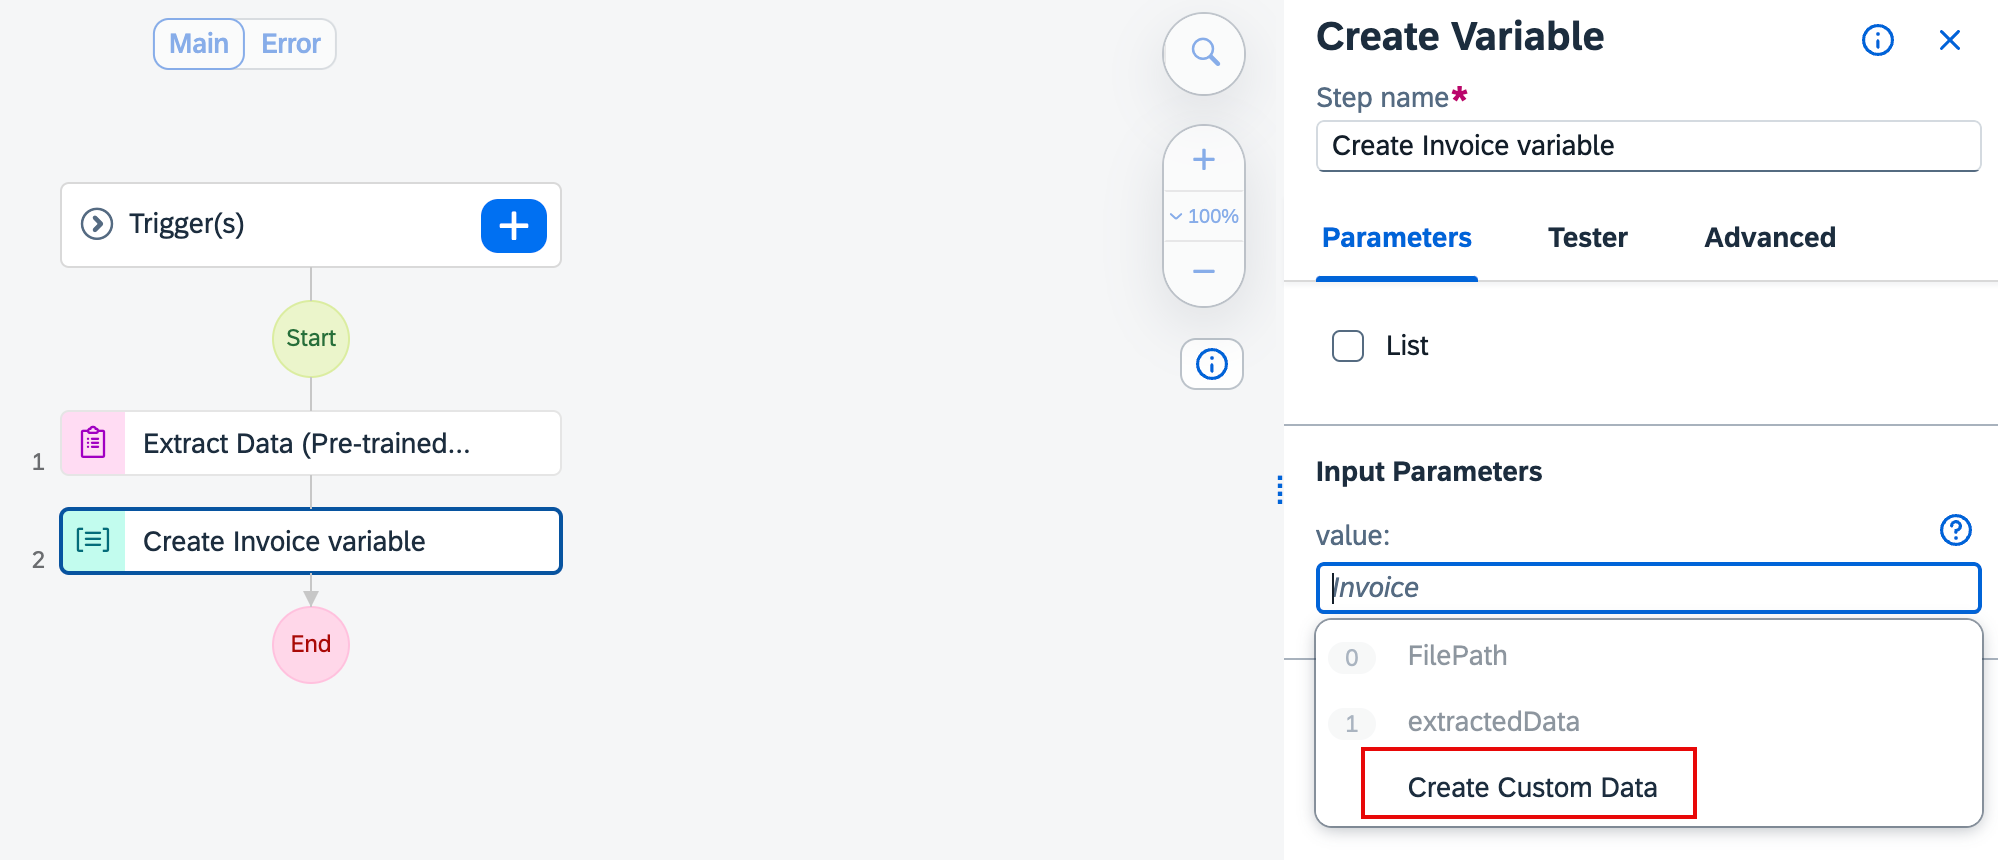 Main
Error
Trigger(s)
Start
1
Extract Data (Pre-trained...
2
Create Invoice variable
End
100%
Create Variable
Step name*
Create Invoice variable
Parameters
Tester
Advanced
List
Input Parameters
value:
Invoice
0 FilePath
1 extractedData
Create Custom Data